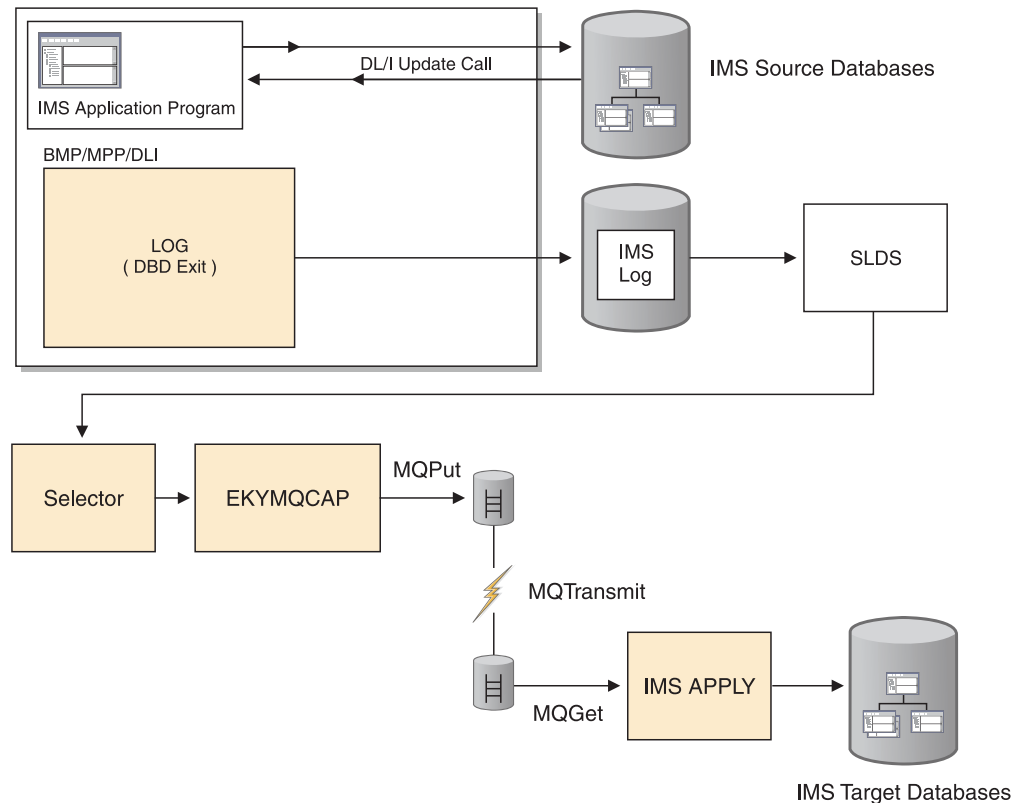 DL/I Update Call
IMS Application Program
IMS Source Databases
BMP/MPP/DLI
LOG
( DBD Exit )
IMS
Log
SLDS
Selector
EKYMQCAP
MQPut
MQTransmit
MQGet
IMS APPLY
IMS Target Databases